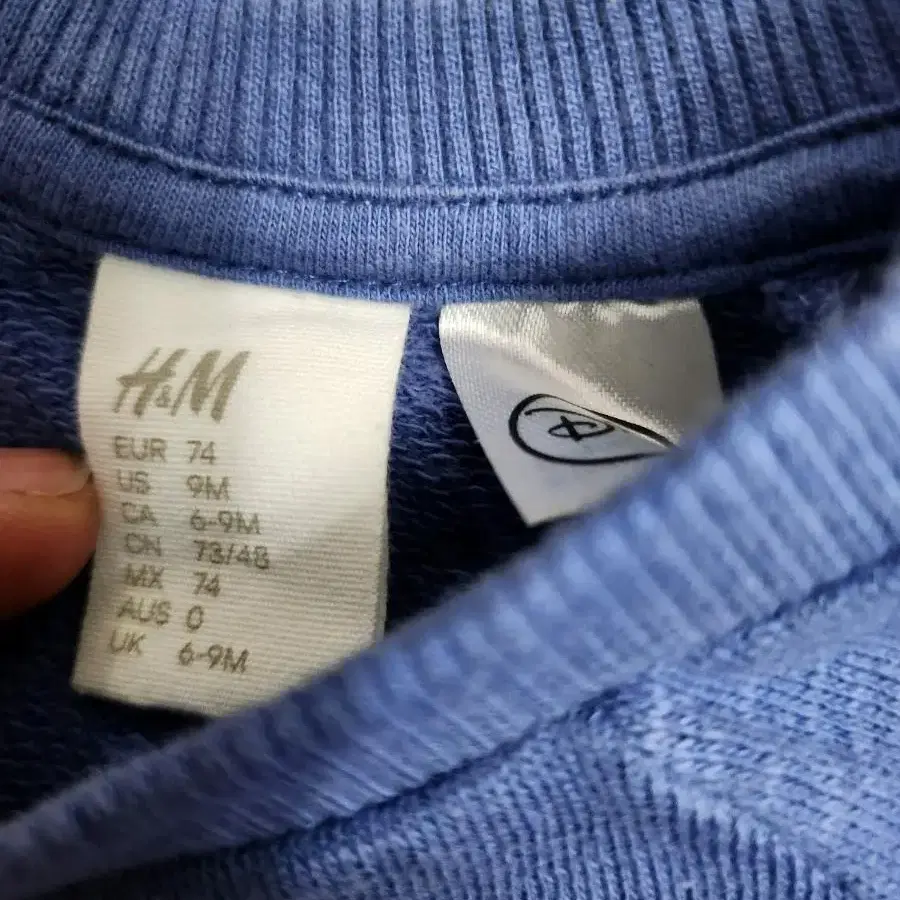 H&M
EUR 74
US 9M
CA 6-9M
CN 73/48
MX 74
AUS 0
UK 6-9M